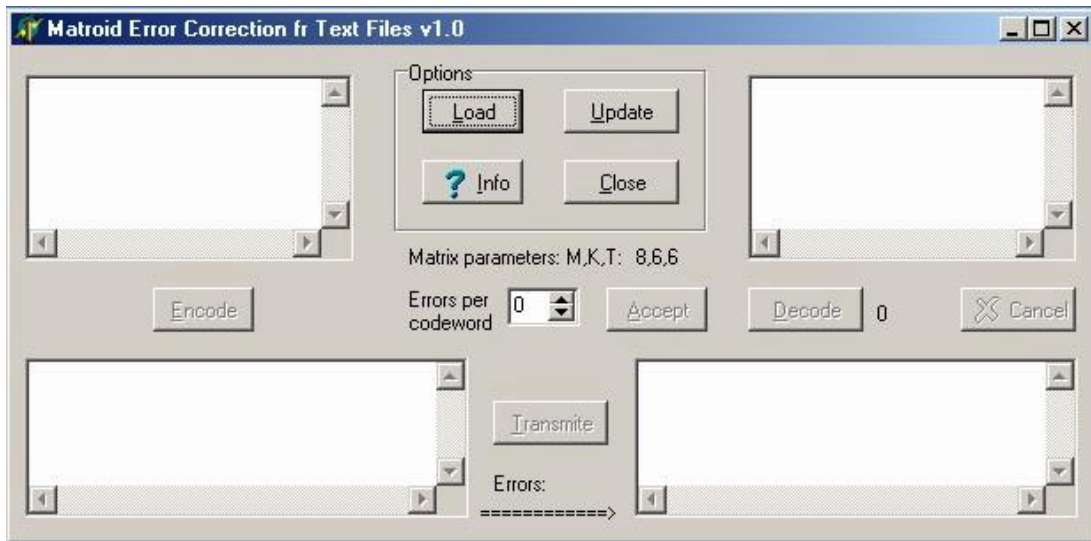 Matroid Error Correction fr Text Files v1.0
Options
Load Update
? Info Close
Matrix parameters: M,K,T: 8,6,6
Encode
Errors per
codeword
0
Accept
Decode 0
Cancel
Transmite
Errors:
============>